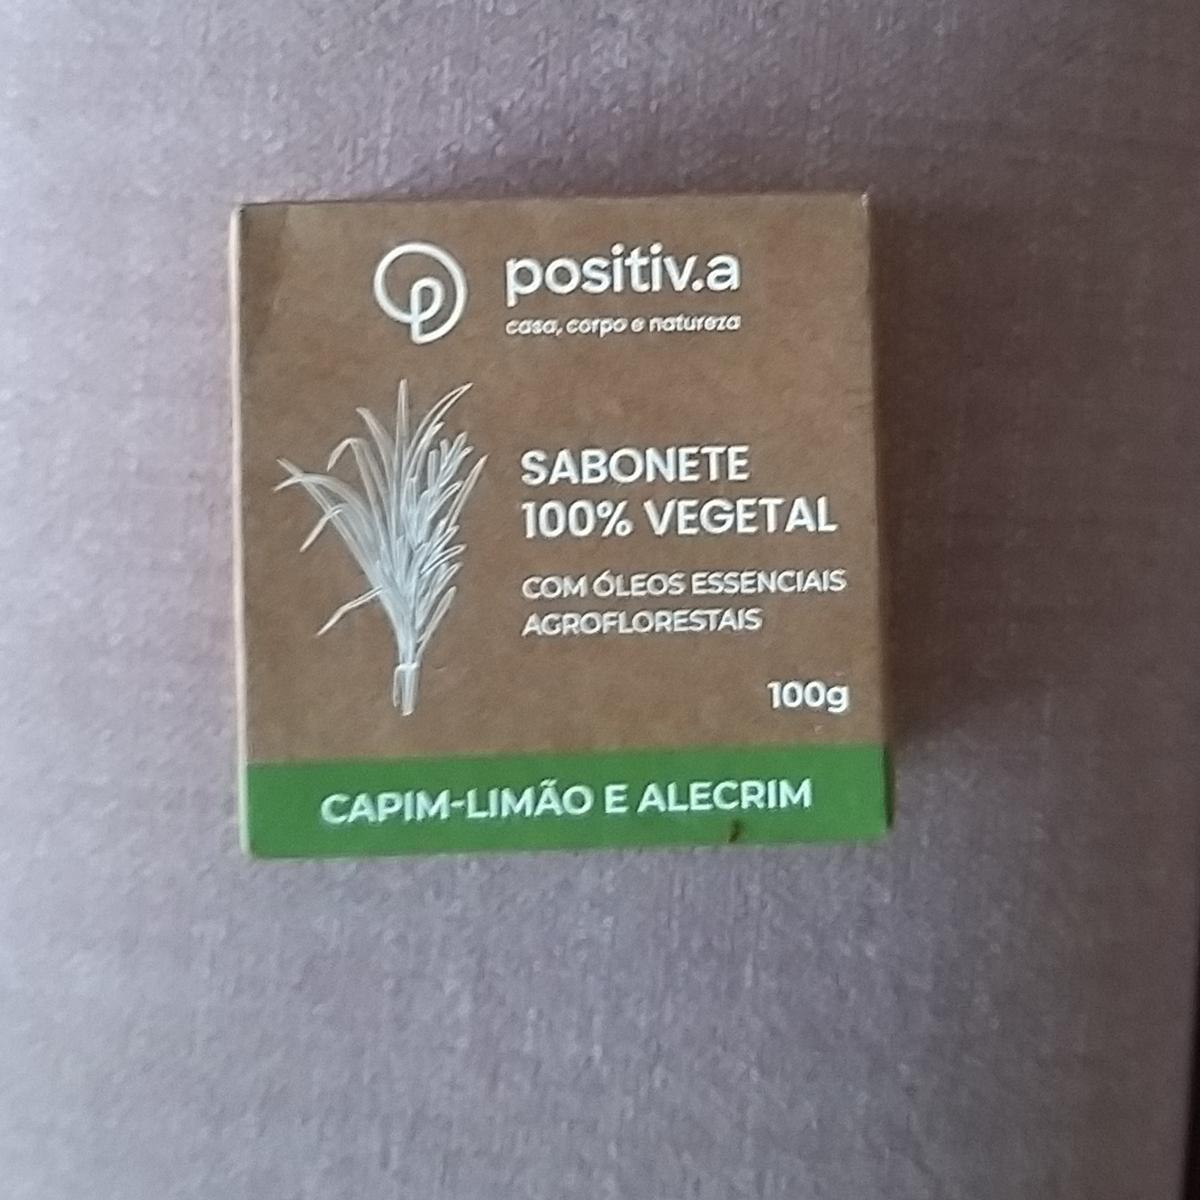 positiv.a
casa, corpo e natureza
SABONETE
100% VEGETAL
COM ÓLEOS ESSENCIAIS
AGROFLORESTAIS
100g
CAPIM-LIMÃO E ALECRIM